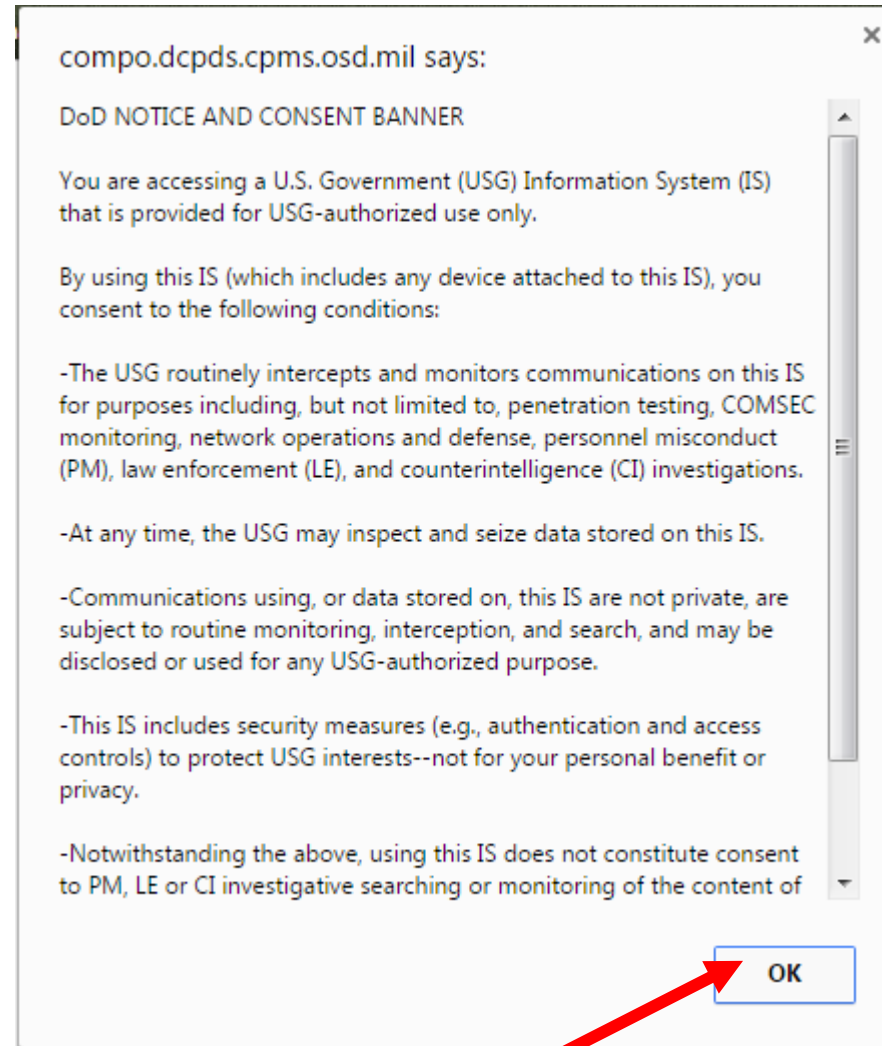 compo.dcpds.cpms.osd.mil says:
DoD NOTICE AND CONSENT BANNER
You are accessing a U.S. Government (USG) Information System (IS)
that is provided for USG-authorized use only.
By using this IS (which includes any device attached to this IS), you
consent to the following conditions:
-The USG routinely intercepts and monitors communications on this IS
for purposes including, but not limited to, penetration testing, COMSEC
monitoring, network operations and defense, personnel misconduct
(PM), law enforcement (LE), and counterintelligence (CI) investigations.
-At any time, the USG may inspect and seize data stored on this IS.
-Communications using, or data stored on, this IS are not private, are
subject to routine monitoring, interception, and search, and may be
disclosed or used for any USG-authorized purpose.
-This IS includes security measures (e.g., authentication and access
controls) to protect USG interests--not for your personal benefit or
privacy.
-Notwithstanding the above, using this IS does not constitute consent
to PM, LE or CI investigative searching or monitoring of the content of
OK